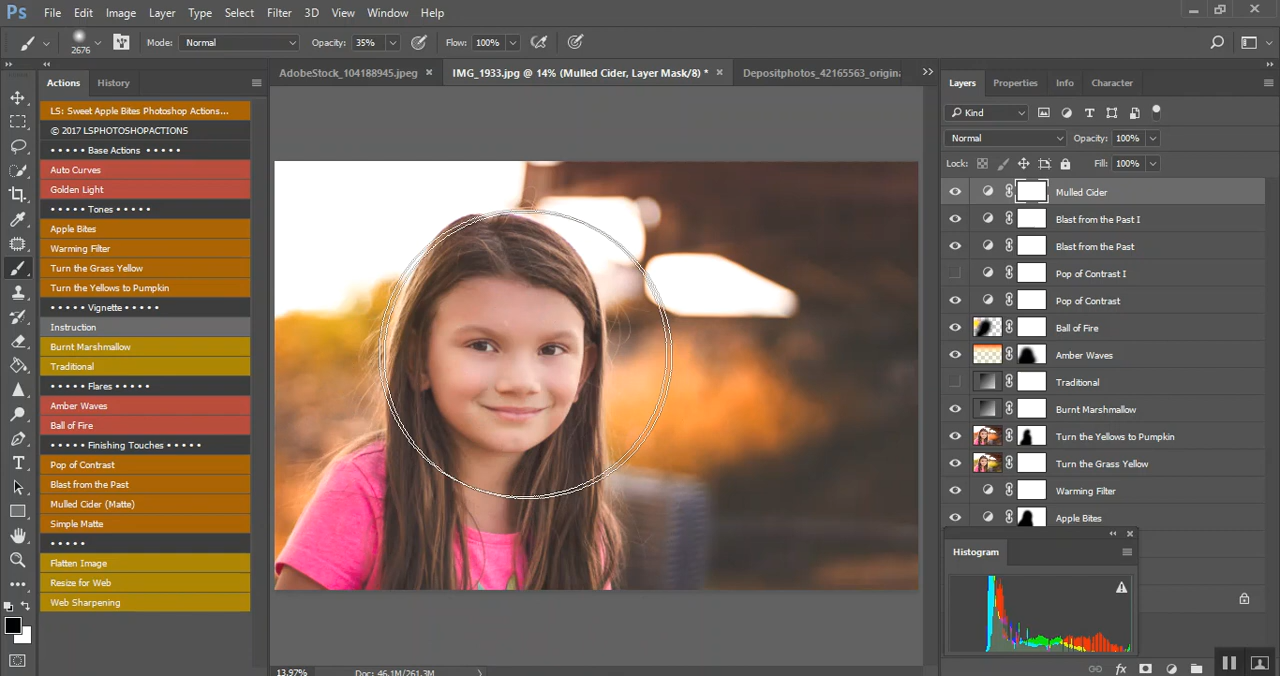 Ps File Edit Image Layer Type Select Filter 3D View Window Help
2676 Mode: Normal Opacity: 35% Flow: 100%
Actions History
AdobeStock_104188945.jpeg × IMG_1933.jpg @ 14% (Mulled Cider, Layer Mask/8) * × Depositphotos_42165563_origina
LS: Sweet Apple Bites Photoshop Actions...
© 2017 LSPHOTOSHOPACTIONS
• • • • • Base Actions • • • • •
Auto Curves
Golden Light
• • • • • Tones • • • • •
Apple Bites
Warming Filter
Turn the Grass Yellow
Turn the Yellows to Pumpkin
• • • • • Vignette • • • • •
Instruction
Burnt Marshmallow
Traditional
• • • • • Flares • • • • •
Amber Waves
Ball of Fire
• • • • • Finishing Touches • • • • •
Pop of Contrast
Blast from the Past
Mulled Cider (Matte)
Simple Matte
• • • • •
Flatten Image
Resize for Web
Web Sharpening
13.97% Doc: 46.1M/261.3M
Layers Properties Info Character
Kind
Normal Opacity: 100%
Lock: Fill: 100%
Mulled Cider
Blast from the Past I
Blast from the Past
Pop of Contrast I
Pop of Contrast
Ball of Fire
Amber Waves
Traditional
Burnt Marshmallow
Turn the Yellows to Pumpkin
Turn the Grass Yellow
Warming Filter
Apple Bites
Histogram
fx